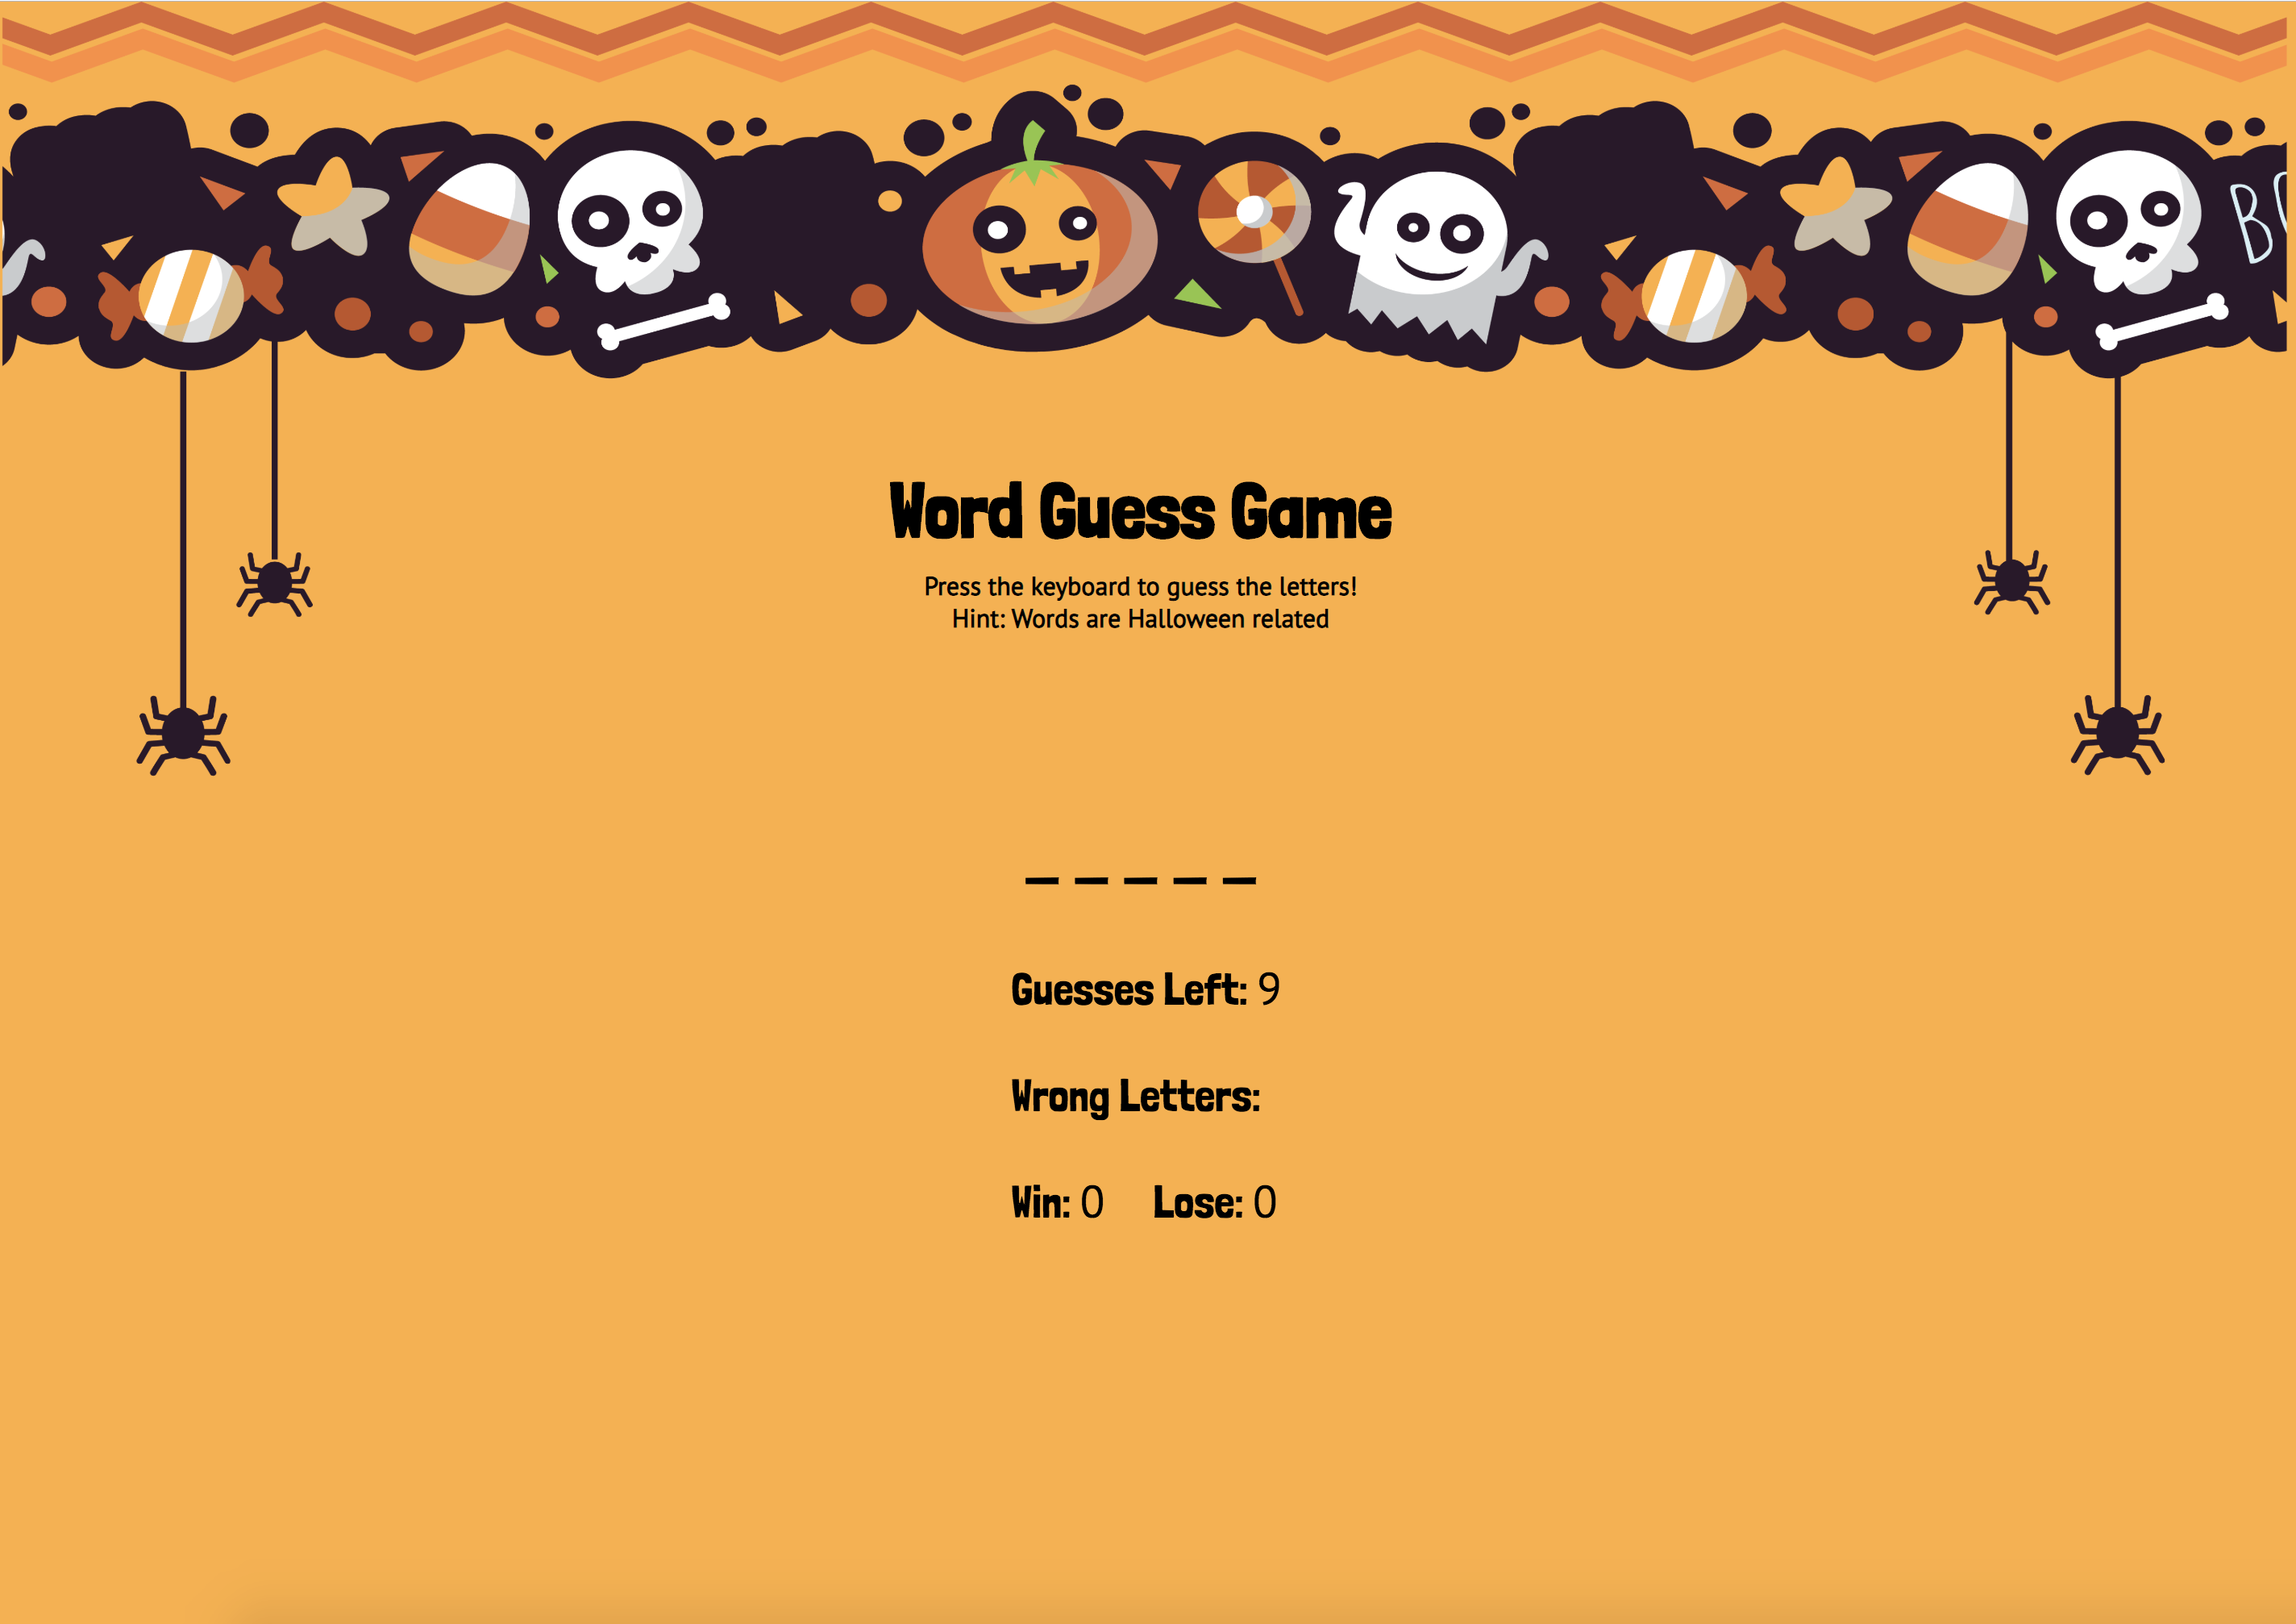 Word Guess Game
Press the keyboard to guess the letters!
Hint: Words are Halloween related
_ _ _ _ _
Guesses Left: 9
Wrong Letters:
Win: 0 Lose: 0